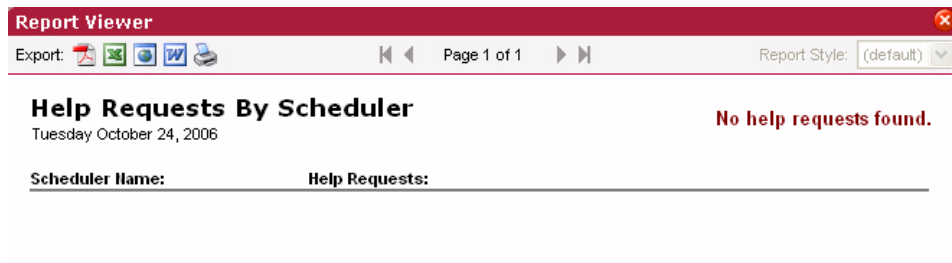 Report Viewer
Export: Page 1 of 1 Report Style: (default)
Help Requests By Scheduler
Tuesday October 24, 2006
No help requests found.
Scheduler Name: Help Requests: